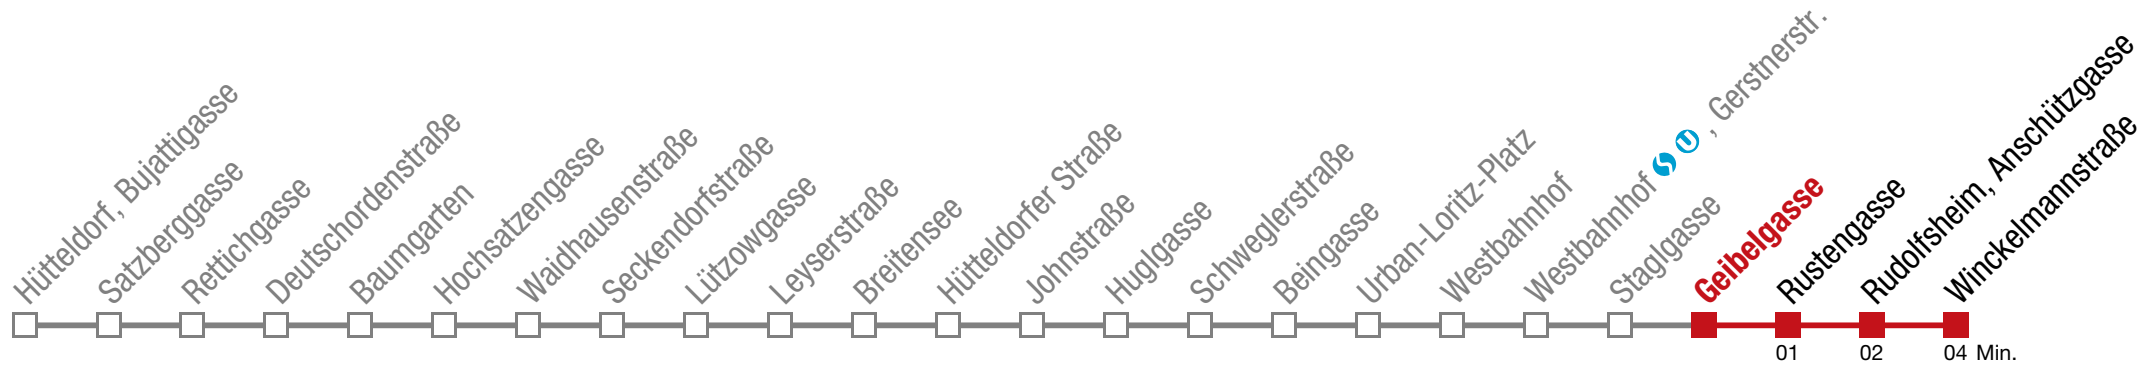 Hütteldorf, Bujattigasse
Satzberggasse
Rettichgasse
Deutschordenstraße
Baumgarten
Hochsatzengasse
Waidhausenstraße
Seckendorfstraße
Lützowgasse
Leyserstraße
Breitensee
Hütteldorfer Straße
Johnstraße
Huglgasse
Schweglerstraße
Beingasse
Urban-Loritz-Platz
Westbahnhof
Westbahnhof S U , Gerstnerstr.
Staglgasse
Geibelgasse
Rustengasse
Rudolfsheim, Anschützgasse
Winckelmannstraße
01 02 04 Min.